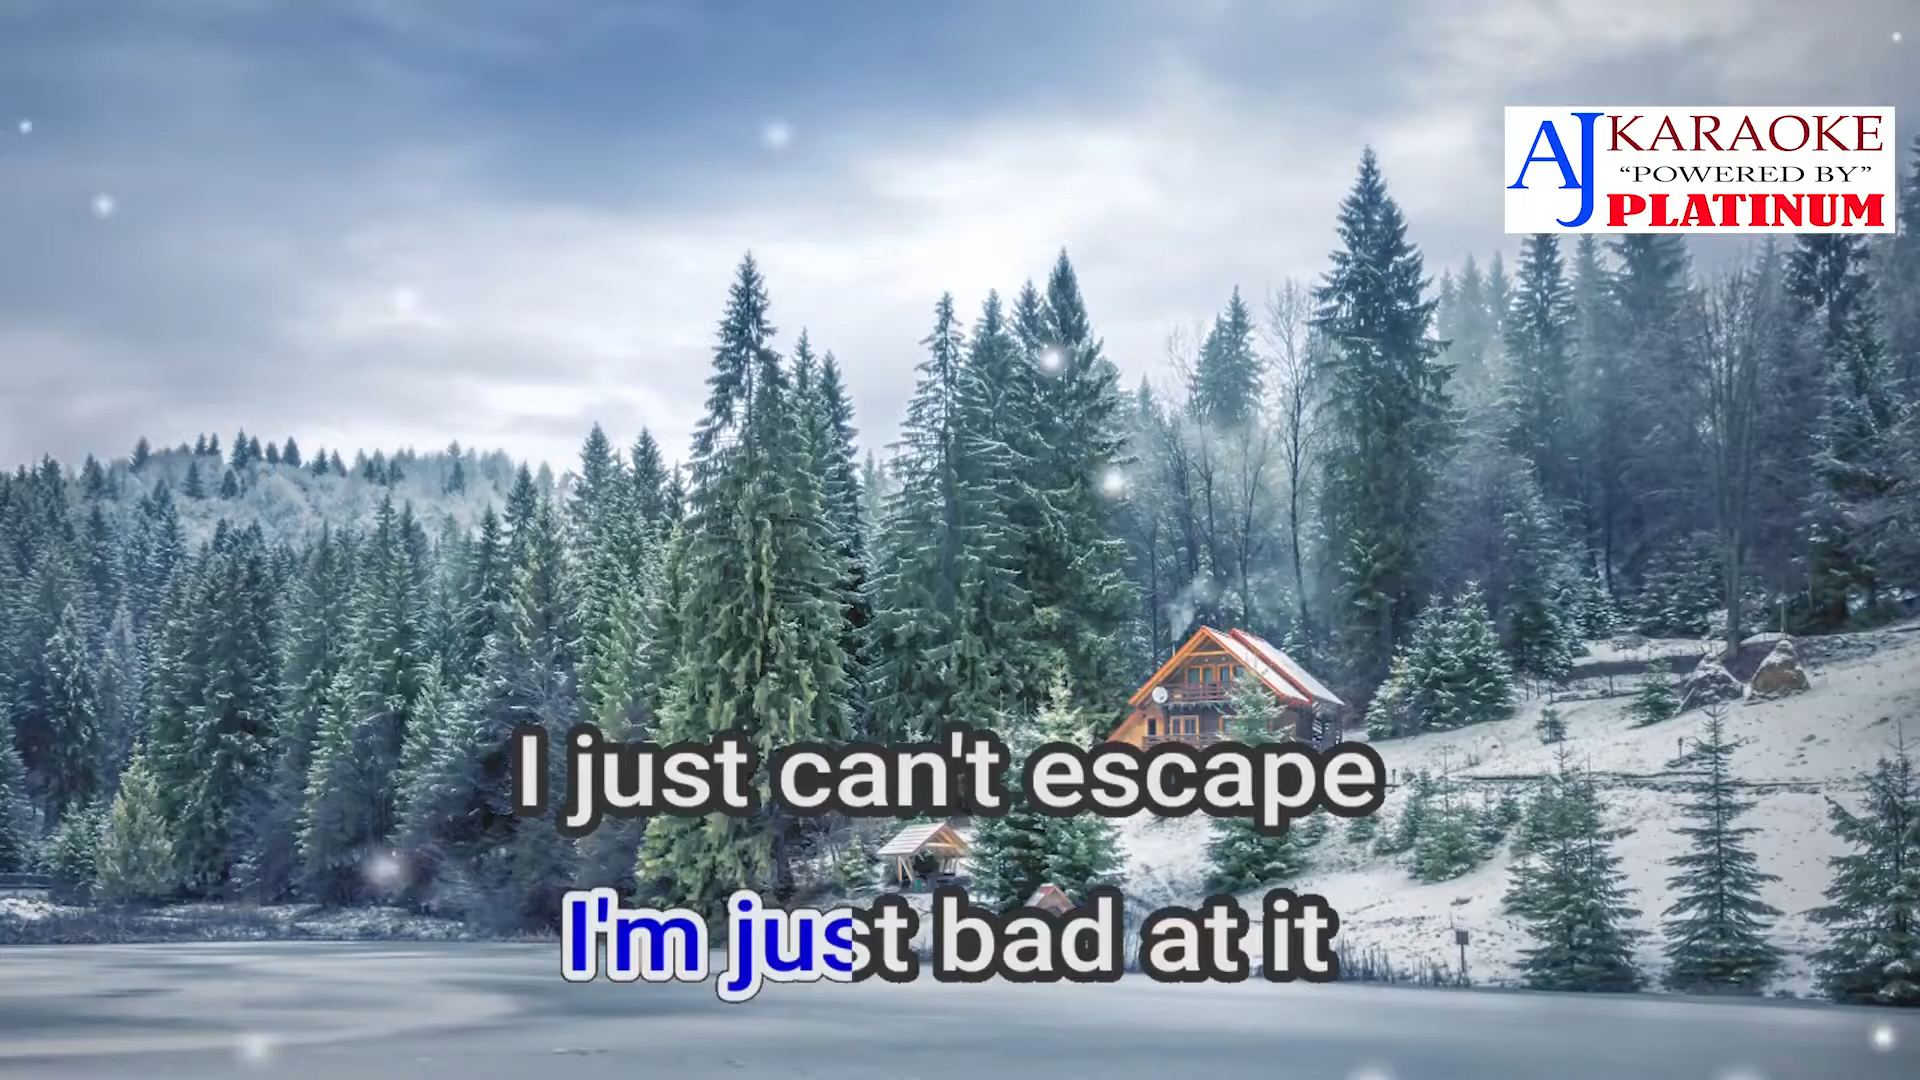 AJ KARAOKE
“POWERED BY”
PLATINUM
I just can't escape
I'm just bad at it